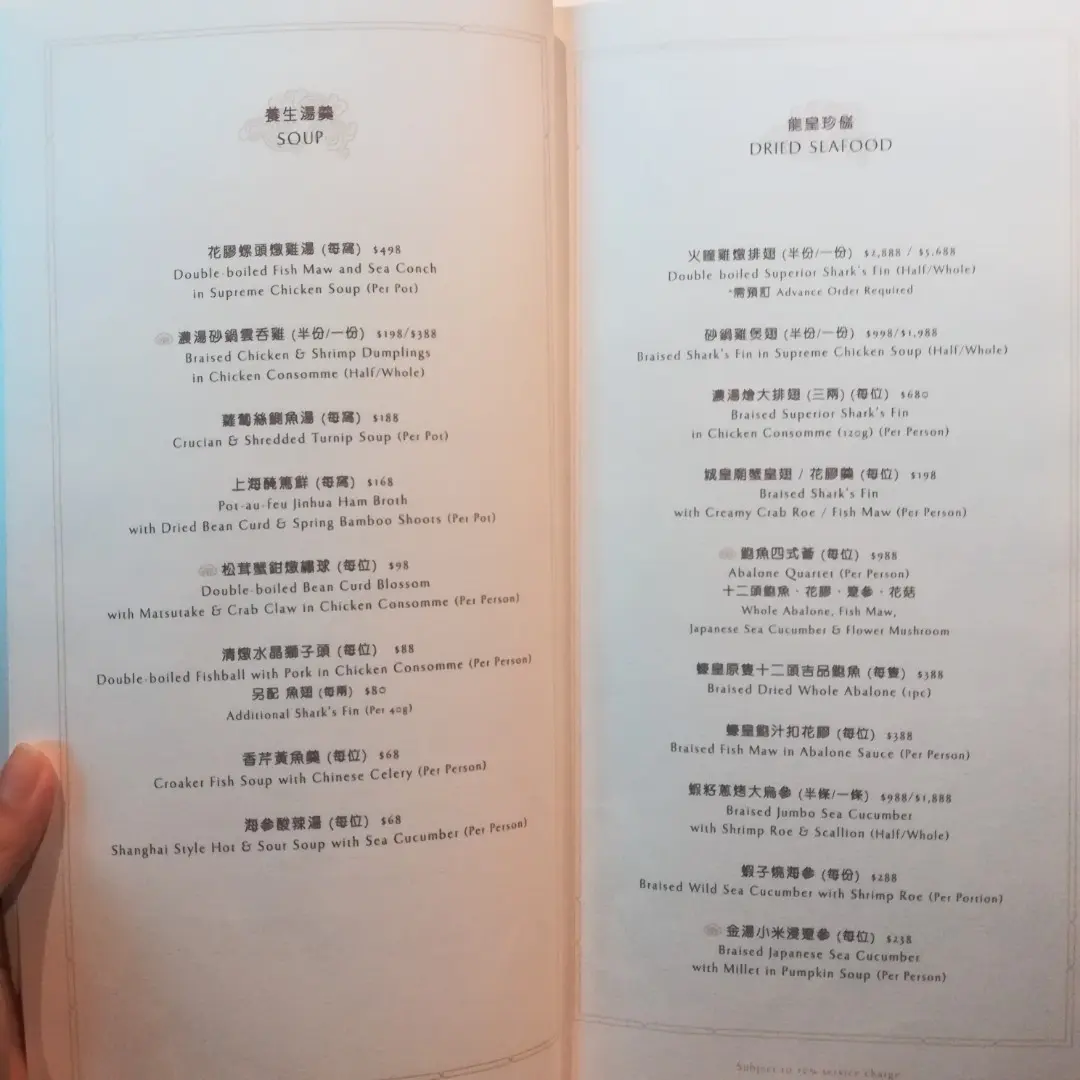 養生湯羹
SOUP
花膠螺頭燉雞湯 (每窩) $498
Double-boiled Fish Maw and Sea Conch
in Supreme Chicken Soup (Per Pot)
濃湯砂鍋雲吞雞 (半份/一份) $198/$388
Braised Chicken & Shrimp Dumplings
in Chicken Consomme (Half/Whole)
蘿蔔絲鯽魚湯 (每窩) $188
Crucian & Shredded Turnip Soup (Per Pot)
上海醃篤鮮 (每窩) $168
Pot-au-feu Jinhua Ham Broth
with Dried Bean Curd & Spring Bamboo Shoots (Per Pot)
松茸蟹鉗燉繡球 (每位) $98
Double-boiled Bean Curd Blossom
with Matsutake & Crab Claw in Chicken Consomme (Per Person)
清燉水晶獅子頭 (每位) $88
Double-boiled Fishball with Pork in Chicken Consomme (Per Person)
另配 魚翅 (每兩) $80
Additional Shark's Fin (Per 40g)
香芹黃魚羹 (每位) $68
Croaker Fish Soup with Chinese Celery (Per Person)
海參酸辣湯 (每位) $68
Shanghai Style Hot & Sour Soup with Sea Cucumber (Per Person)
龍皇珍饈
DRIED SEAFOOD
火瞳雞燉排翅 (半份/一份) $2,888 / $5,688
Double boiled Superior Shark's Fin (Half/Whole)
*需預訂 Advance Order Required
砂鍋雞煲翅 (半份/一份) $998/$1,988
Braised Shark's Fin in Supreme Chicken Soup (Half/Whole)
濃湯燴大排翅 (三兩) (每位) $680
Braised Superior Shark's Fin
in Chicken Consomme (120g) (Per Person)
城皇廟蟹皇翅 / 花膠羹 (每位) $198
Braised Shark's Fin
with Creamy Crab Roe / Fish Maw (Per Person)
鮑魚四式薈 (每位) $988
Abalone Quartet (Per Person)
十二頭鮑魚·花膠·遼參·花菇
Whole Abalone, Fish Maw,
Japanese Sea Cucumber & Flower Mushroom
蠔皇原隻十二頭吉品鮑魚 (每隻) $388
Braised Dried Whole Abalone (1pc)
蠔皇鮑汁扣花膠 (每位) $388
Braised Fish Maw in Abalone Sauce (Per Person)
蝦籽蔥烤大烏參 (半條/一條) $988/$1,888
Braised Jumbo Sea Cucumber
with Shrimp Roe & Scallion (Half/Whole)
蝦子燒海參 (每份) $288
Braised Wild Sea Cucumber with Shrimp Roe (Per Portion)
金湯小米浸遼參 (每位) $238
Braised Japanese Sea Cucumber
with Millet in Pumpkin Soup (Per Person)
Subject to 10% service charge